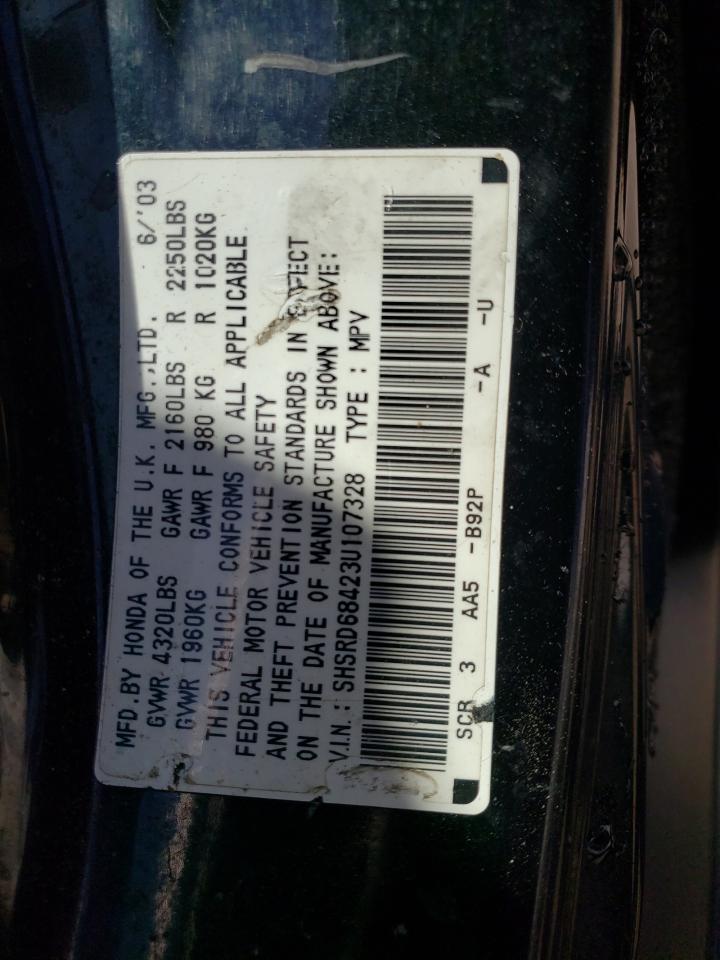 MFD.BY HONDA OF THE U.K. MFG.,LTD. 6/'03
GVWR 4320LBS GAWR F 2160LBS R 2250LBS
GVWR 1960KG GAWR F 980 KG R 1020KG
THIS VEHICLE CONFORMS TO ALL APPLICABLE
FEDERAL MOTOR VEHICLE SAFETY
AND THEFT PREVENTION STANDARDS IN EFFECT
ON THE DATE OF MANUFACTURE SHOWN ABOVE:
V.I.N.: SHSRD68423U107328 TYPE : MPV
SCR 3 AA5 -B92P -A -U